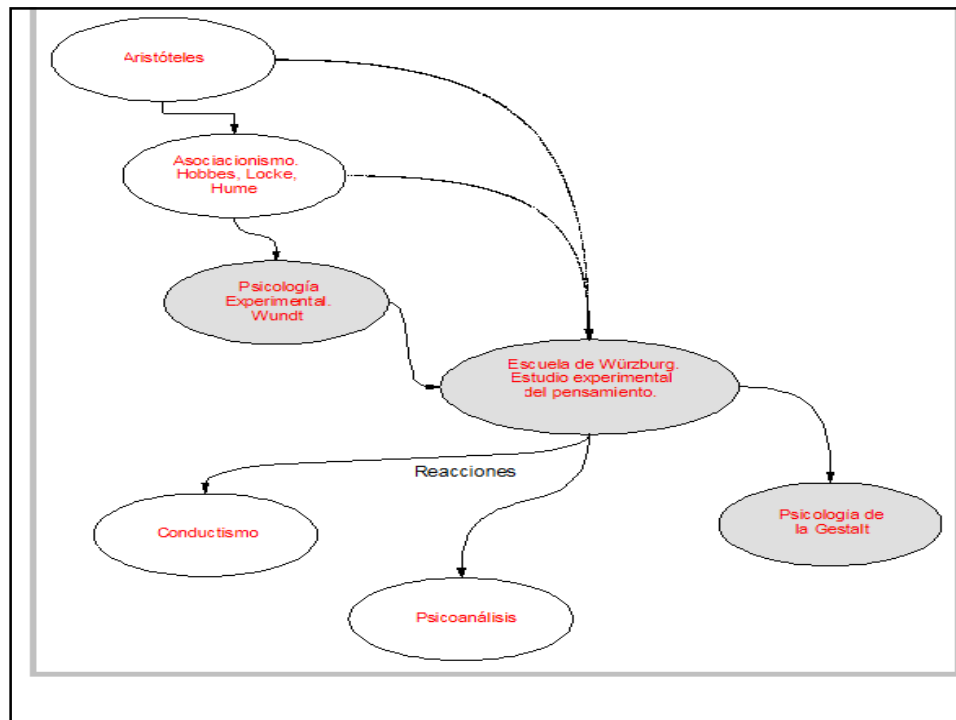 Aristóteles
Asociacionismo.
Hobbes, Locke,
Hume
Psicología
Experimental.
Wundt
Escuela de Würzburg.
Estudio experimental
del pensamiento.
Reacciones
Psicología de
la Gestalt
Conductismo
Psicoanálisis